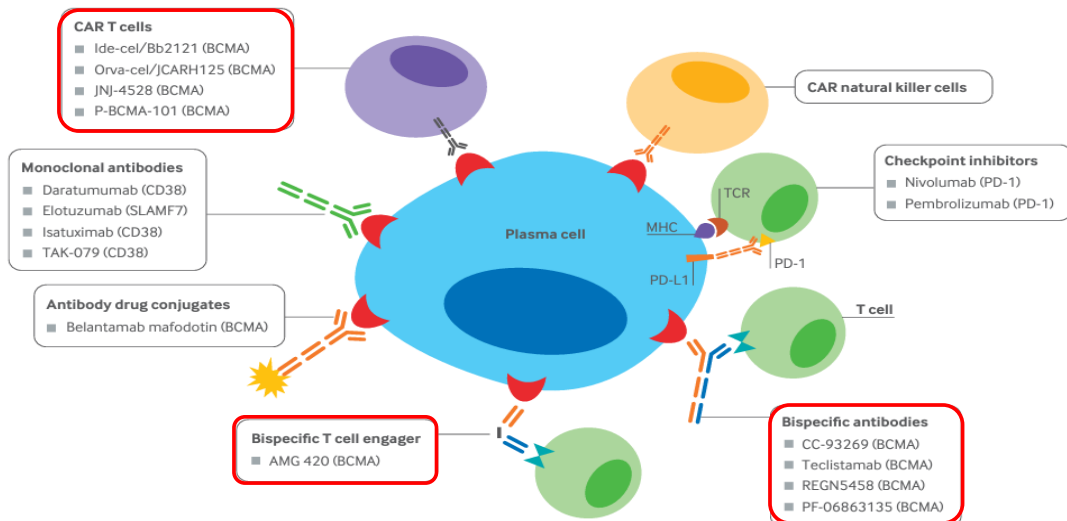 CAR T cells
Ide-cel/Bb2121 (BCMA)
Orva-cel/JCARH125 (BCMA)
JNJ-4528 (BCMA)
P-BCMA-101 (BCMA)
CAR natural killer cells
Monoclonal antibodies
Daratumumab (CD38)
Elotuzumab (SLAMF7)
Isatuximab (CD38)
TAK-079 (CD38)
Checkpoint inhibitors
Nivolumab (PD-1)
Pembrolizumab (PD-1)
TCR
MHC
Plasma cell
PD-L1
PD-1
Antibody drug conjugates
Belantamab mafodotin (BCMA)
T cell
Bispecific T cell engager
AMG 420 (BCMA)
Bispecific antibodies
CC-93269 (BCMA)
Teclistamab (BCMA)
REGN5458 (BCMA)
PF-06863135 (BCMA)